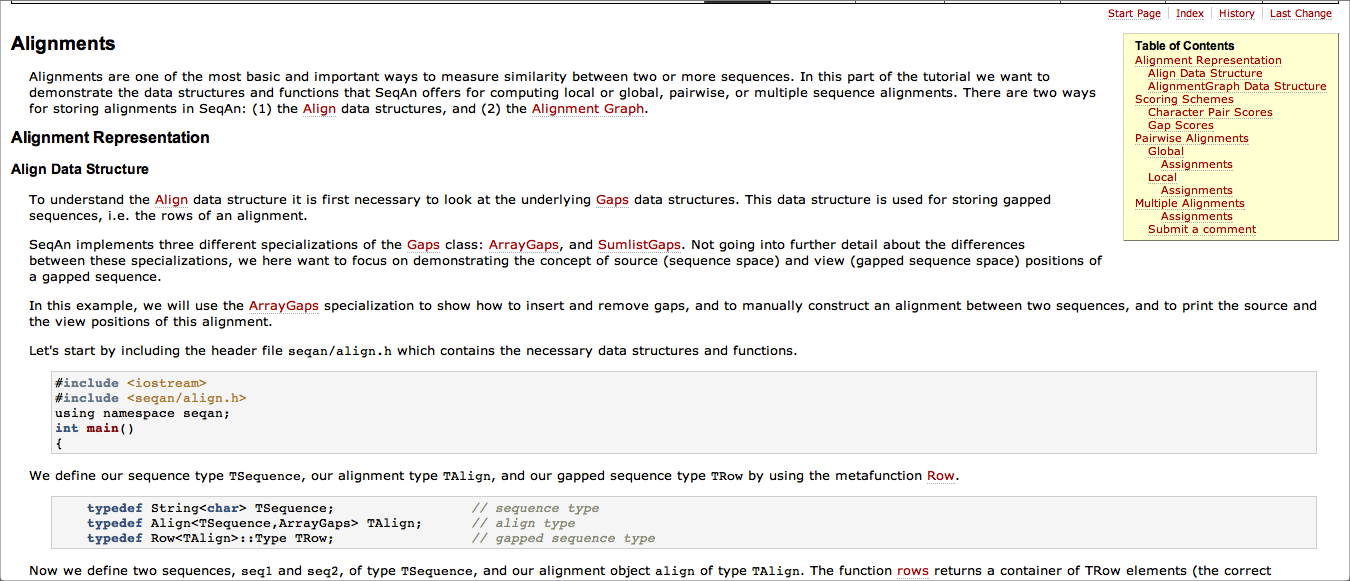 Start Page Index History Last Change
Alignments
Alignments are one of the most basic and important ways to measure similarity between two or more sequences. In this part of the tutorial we want to
demonstrate the data structures and functions that SeqAn offers for computing local or global, pairwise, or multiple sequence alignments. There are two ways
for storing alignments in SeqAn: (1) the Align data structures, and (2) the Alignment Graph.
Table of Contents
Alignment Representation
Align Data Structure
AlignmentGraph Data Structure
Scoring Schemes
Character Pair Scores
Gap Scores
Pairwise Alignments
Global
Assignments
Local
Assignments
Multiple Alignments
Assignments
Submit a comment
Alignment Representation
Align Data Structure
To understand the Align data structure it is first necessary to look at the underlying Gaps data structures. This data structure is used for storing gapped
sequences, i.e. the rows of an alignment.
SeqAn implements three different specializations of the Gaps class: ArrayGaps, and SumlistGaps. Not going into further detail about the differences
between these specializations, we here want to focus on demonstrating the concept of source (sequence space) and view (gapped sequence space) positions of
a gapped sequence.
In this example, we will use the ArrayGaps specialization to show how to insert and remove gaps, and to manually construct an alignment between two sequences, and to print the source and
the view positions of this alignment.
Let's start by including the header file seqan/align.h which contains the necessary data structures and functions.
#include <iostream>
#include <seqan/align.h>
using namespace seqan;
int main()
{
We define our sequence type TSequence, our alignment type TAlign, and our gapped sequence type TRow by using the metafunction Row.
typedef String<char> TSequence; // sequence type
typedef Align<TSequence,ArrayGaps> TAlign; // align type
typedef Row<TAlign>::Type TRow; // gapped sequence type
Now we define two sequences, seq1 and seq2, of type TSequence, and our alignment object align of type TAlign. The function rows returns a container of TRow elements (the correct